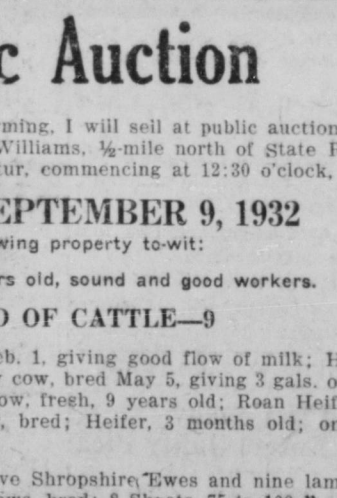 c Auction
ming, I will sell at public auction
Williams, ½-mile north of State
tur, commencing at 12:30 o'clock,
EPTEMBER 9, 1932
wing property to-wit:
rs old, sound and good workers.
OF CATTLE—9
eb. 1, giving good flow of milk; H
cow, bred May 5, giving 3 gals. o
ow, fresh, 9 years old; Roan Heif
, bred; Heifer, 3 months old; or
ve Shropshire Ewes and nine lam